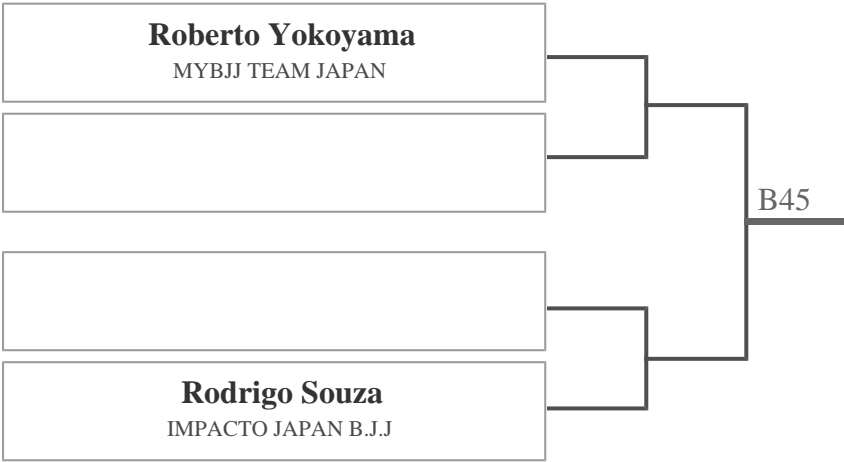 Roberto Yokoyama
MYBJJ TEAM JAPAN
B45
Rodrigo Souza
IMPACTO JAPAN B.J.J